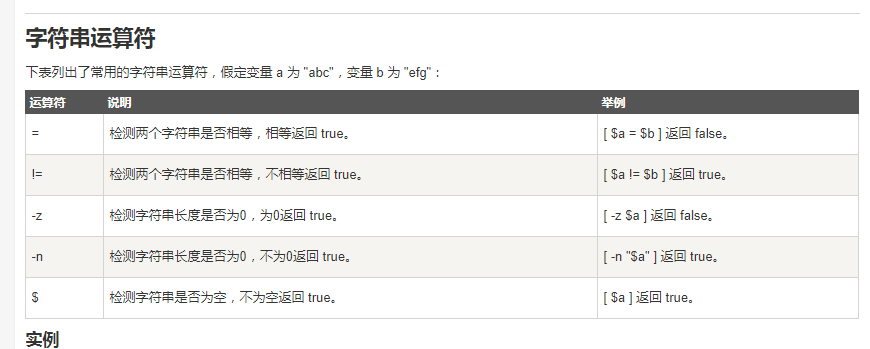 字符串运算符
下表列出了常用的字符串运算符，假定变量 a 为 "abc"，变量 b 为 "efg"：
运算符 说明 举例
= 检测两个字符串是否相等，相等返回 true。 [ $a = $b ] 返回 false。
!= 检测两个字符串是否相等，不相等返回 true。 [ $a != $b ] 返回 true。
-z 检测字符串长度是否为0，为0返回 true。 [ -z $a ] 返回 false。
-n 检测字符串长度是否为0，不为0返回 true。 [ -n "$a" ] 返回 true。
$ 检测字符串是否为空，不为空返回 true。 [ $a ] 返回 true。
实例